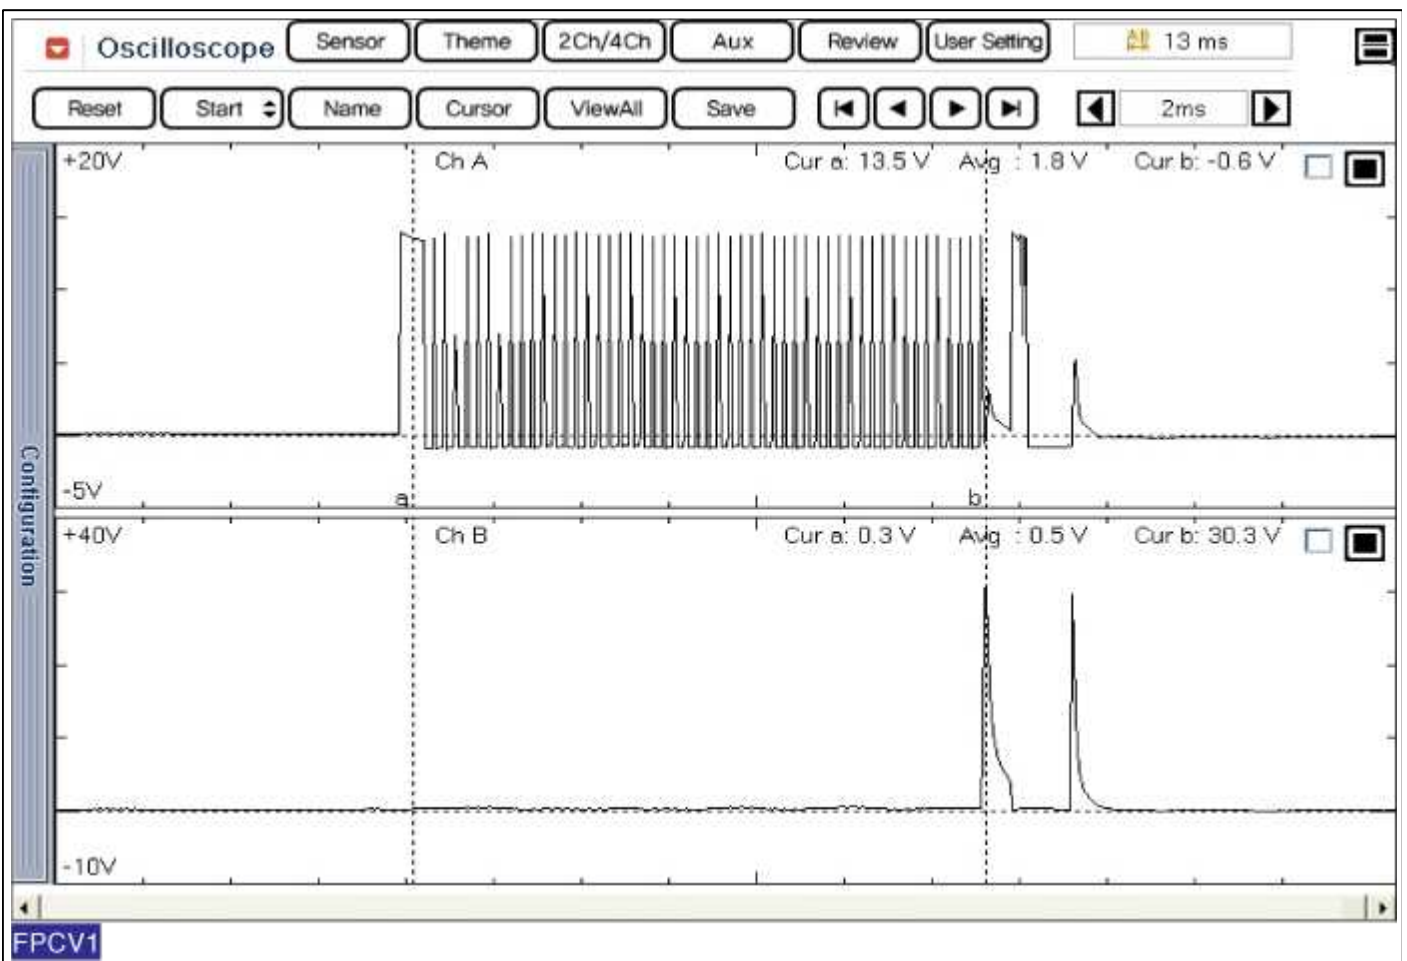 Oscilloscope Sensor Theme 2Ch/4Ch Aux Review User Setting 13 ms
Reset Start Name Cursor ViewAll Save 2ms
+20V Ch A Cur a: 13.5 V Avg : 1.8 V Cur b: -0.6 V
-5V a b
+40V Ch B Cur a: 0.3 V Avg : 0.5 V Cur b: 30.3 V
-10V
Configuration
FPCV1